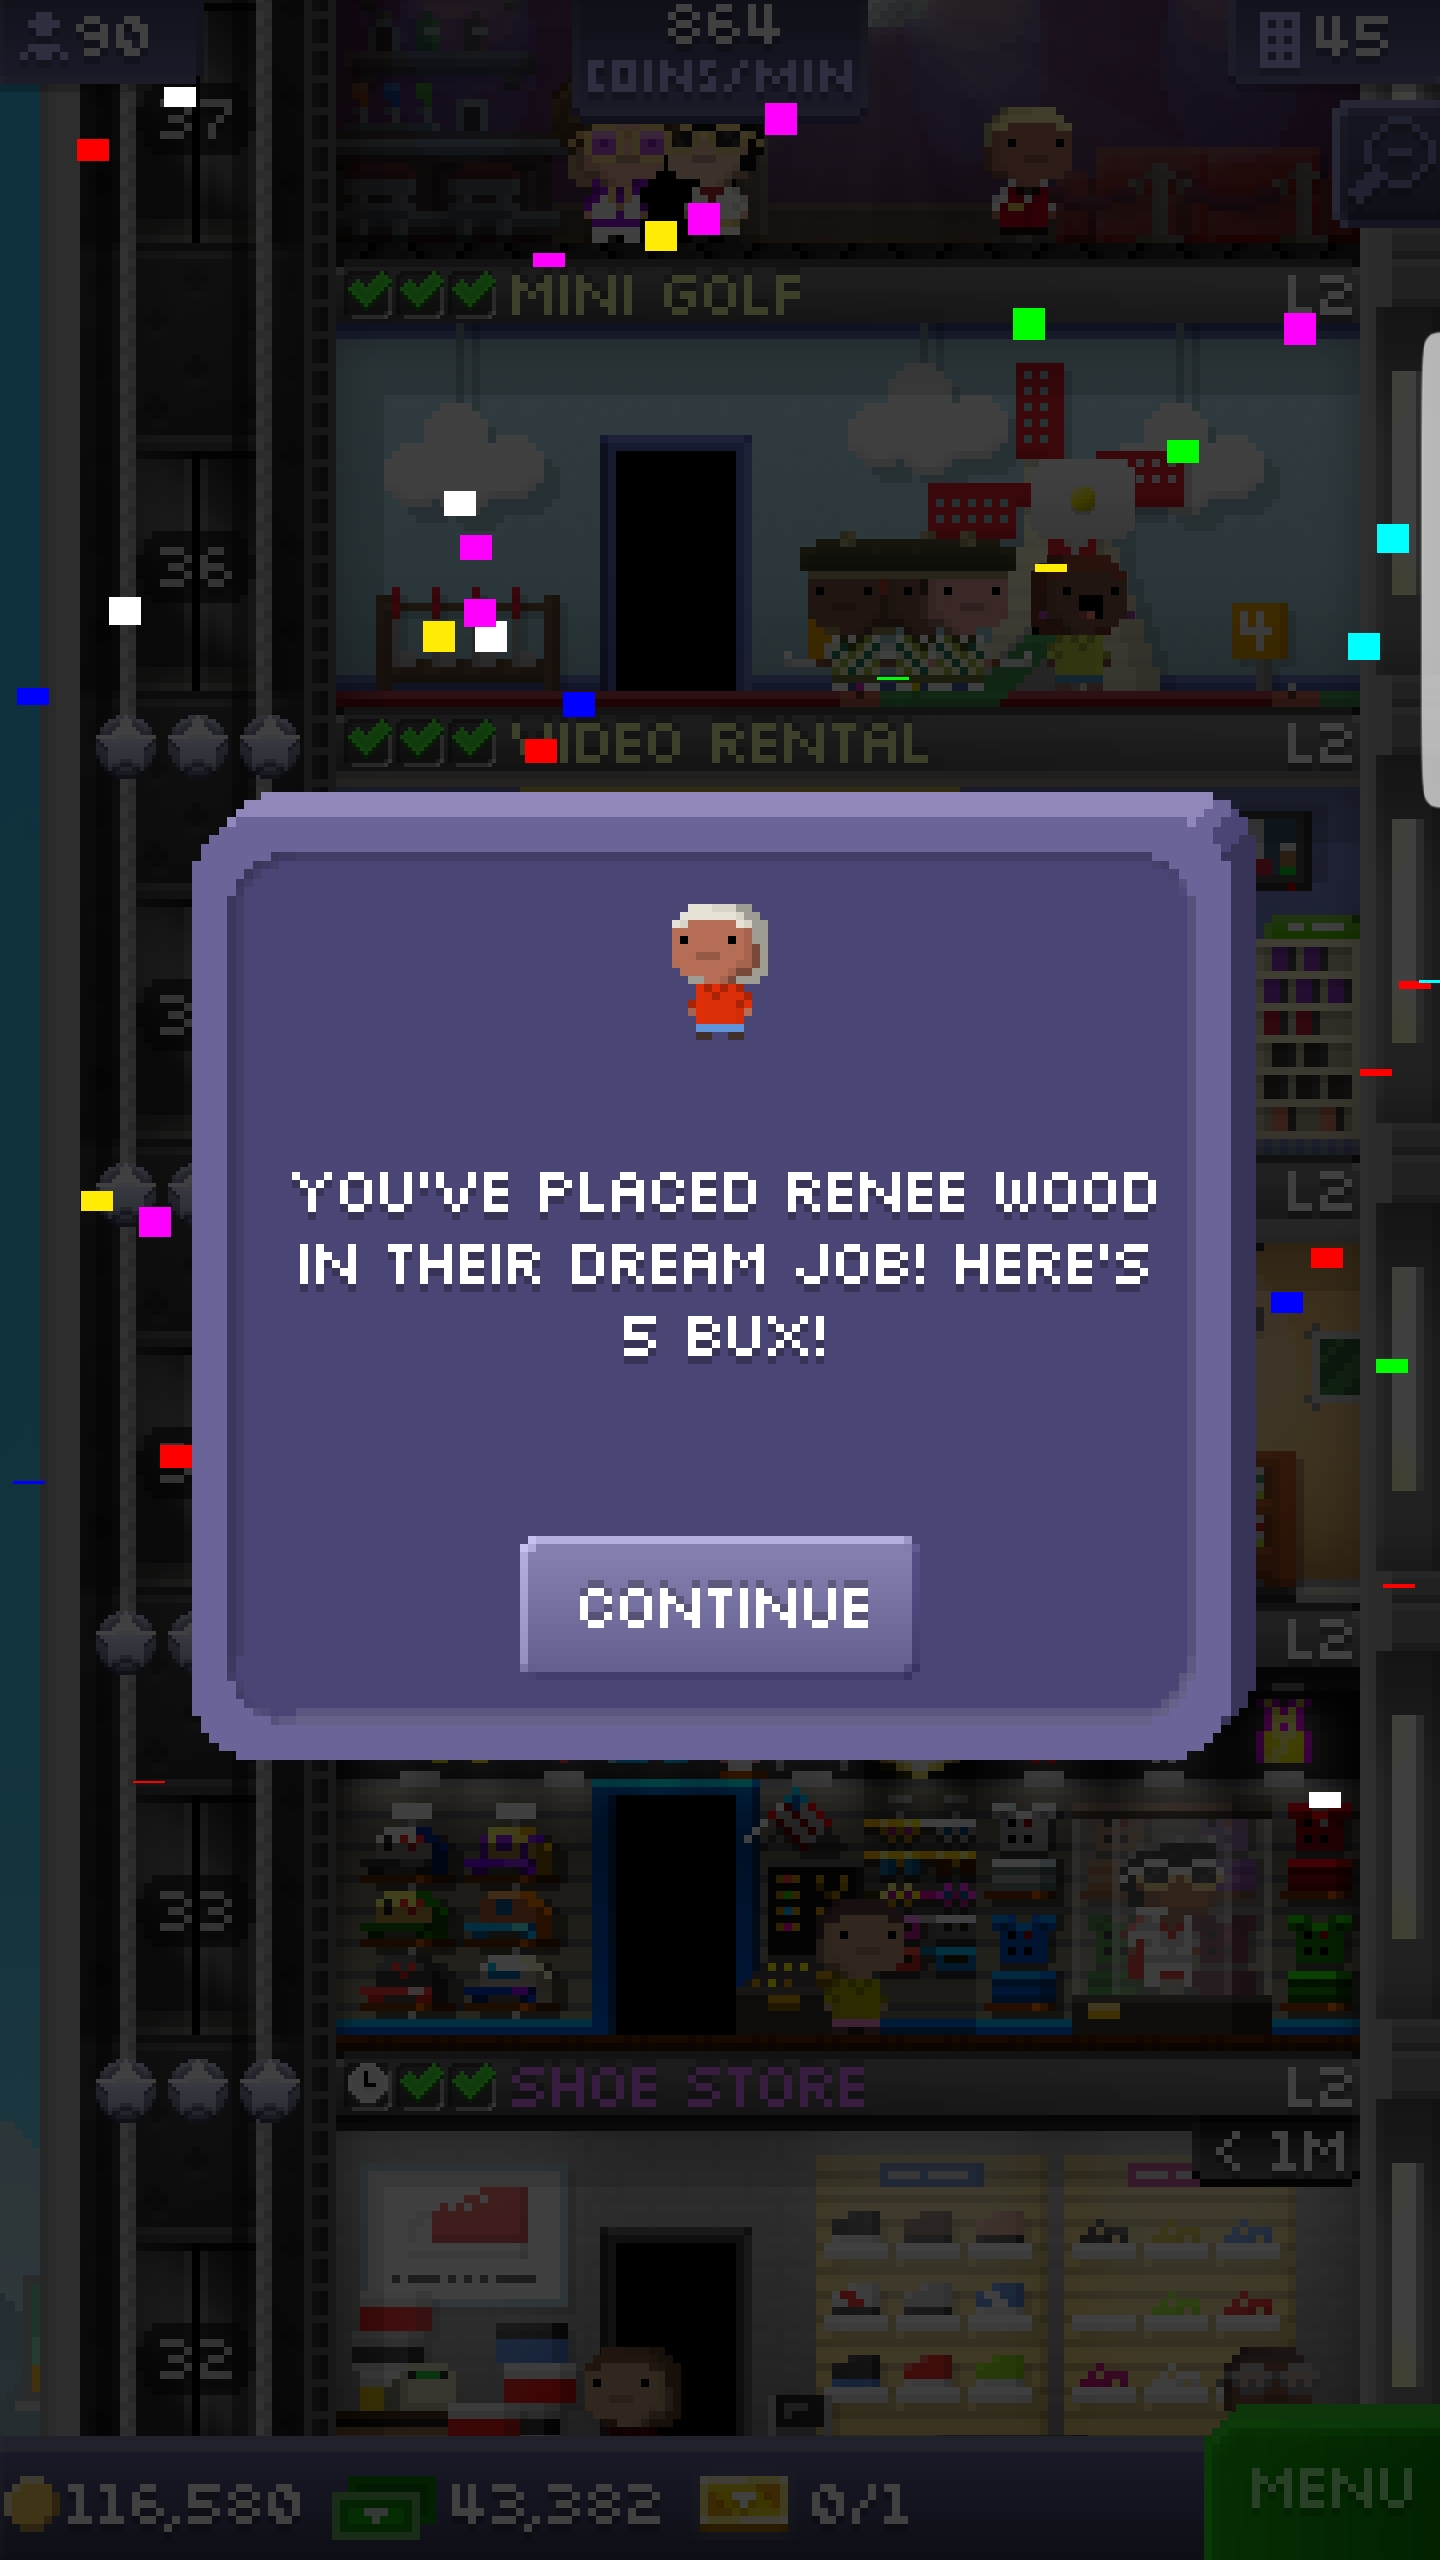 90
864
COINS/MIN
45
37
MINI GOLF
L2
36
4
VIDEO RENTAL
L2
L2
YOU'VE PLACED RENEE WOOD
IN THEIR DREAM JOB! HERE'S
5 BUX!
CONTINUE
L2
33
SHOE STORE
L2
< 1M
32
116,580
43,382
0/1
MENU